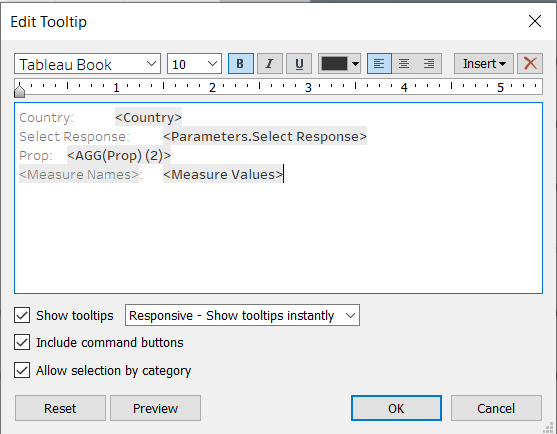 Edit Tooltip
Tableau Book 10 B I U Insert
1 2 3 4 5
Country: <Country>
Select Response: <Parameters.Select Response>
Prop: <AGG(Prop) (2)>
<Measure Names>: <Measure Values>
Show tooltips Responsive - Show tooltips instantly
Include command buttons
Allow selection by category
Reset Preview OK Cancel